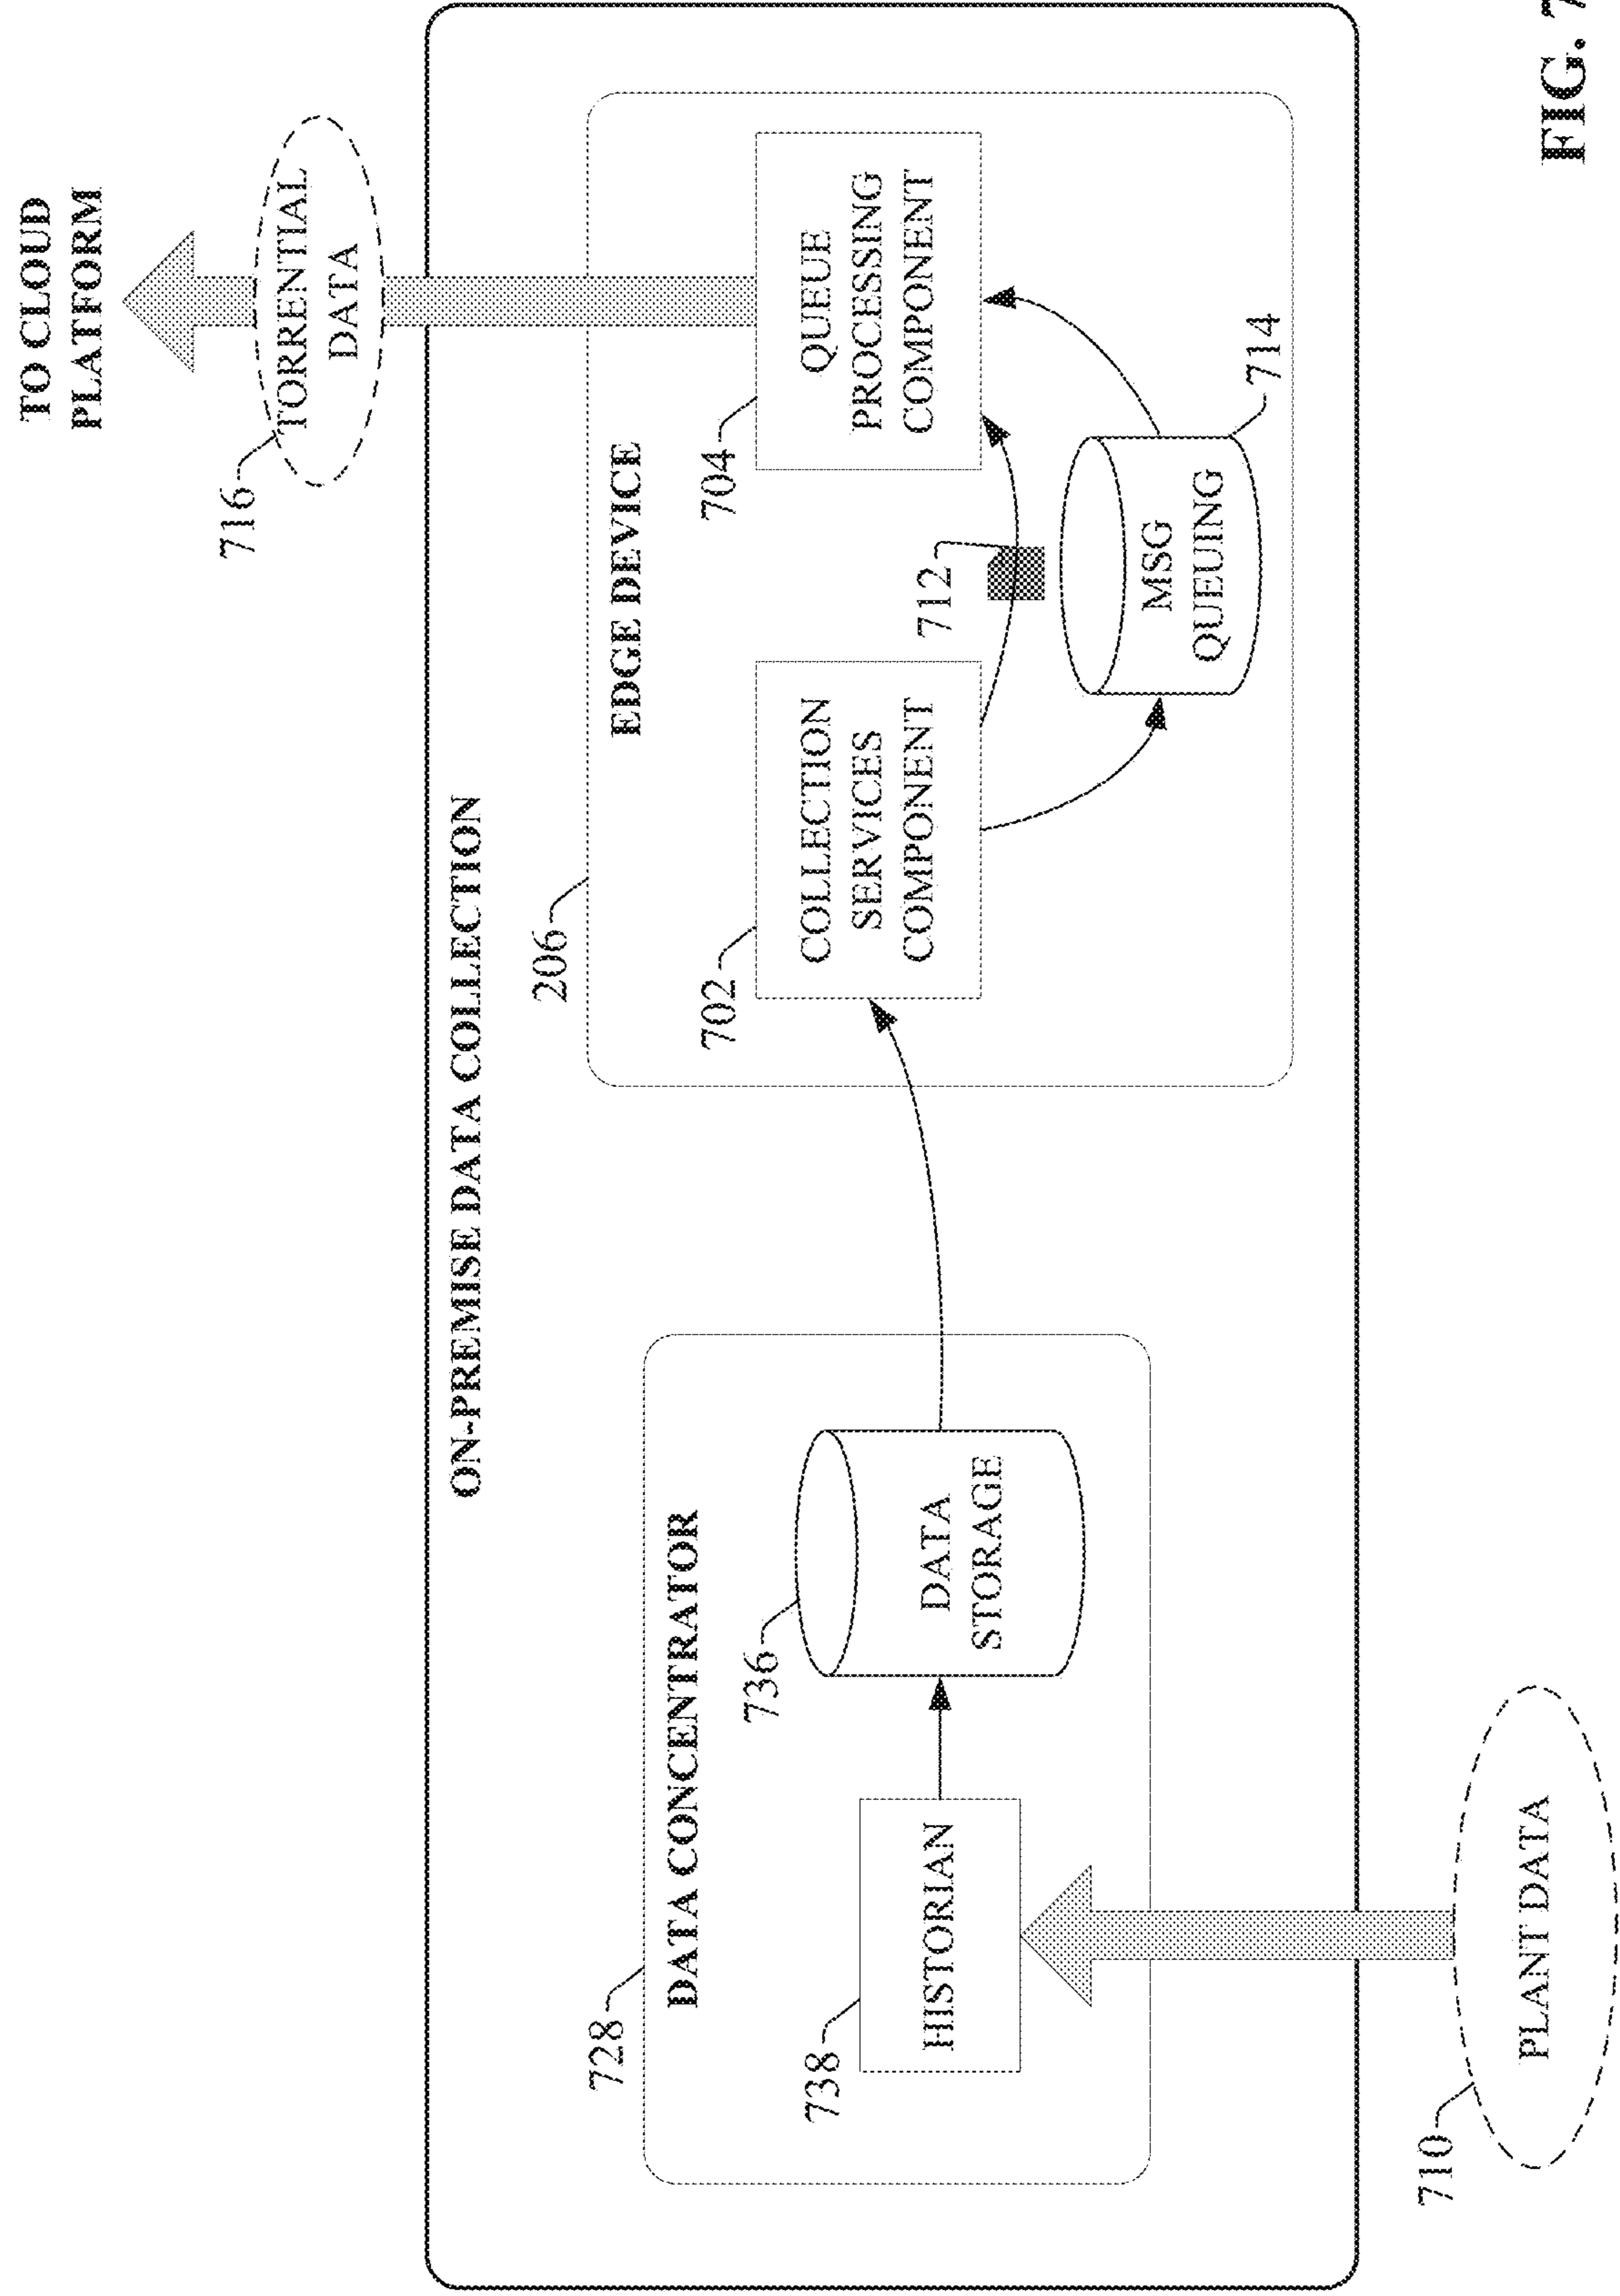 TO CLOUD
PLATFORM
716
TORRENTIAL
DATA
ON-PREMISE DATA COLLECTION
728
DATA CONCENTRATOR
738
HISTORIAN
736
DATA
STORAGE
206
EDGE DEVICE
702
COLLECTION
SERVICES
COMPONENT
704
QUEUE
PROCESSING
COMPONENT
712
MSG
QUEUING
714
710
PLANT DATA
FIG. 7